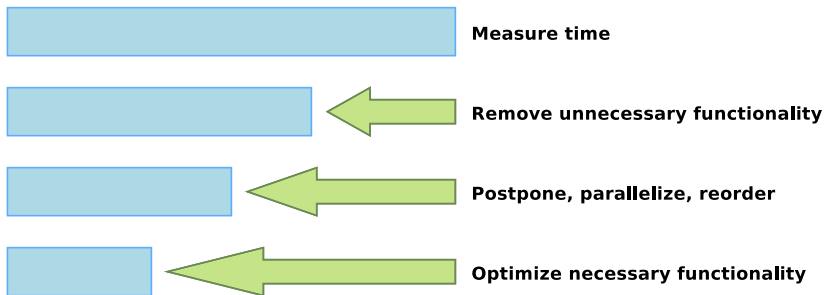 Measure time
Remove unnecessary functionality
Postpone, parallelize, reorder
Optimize necessary functionality